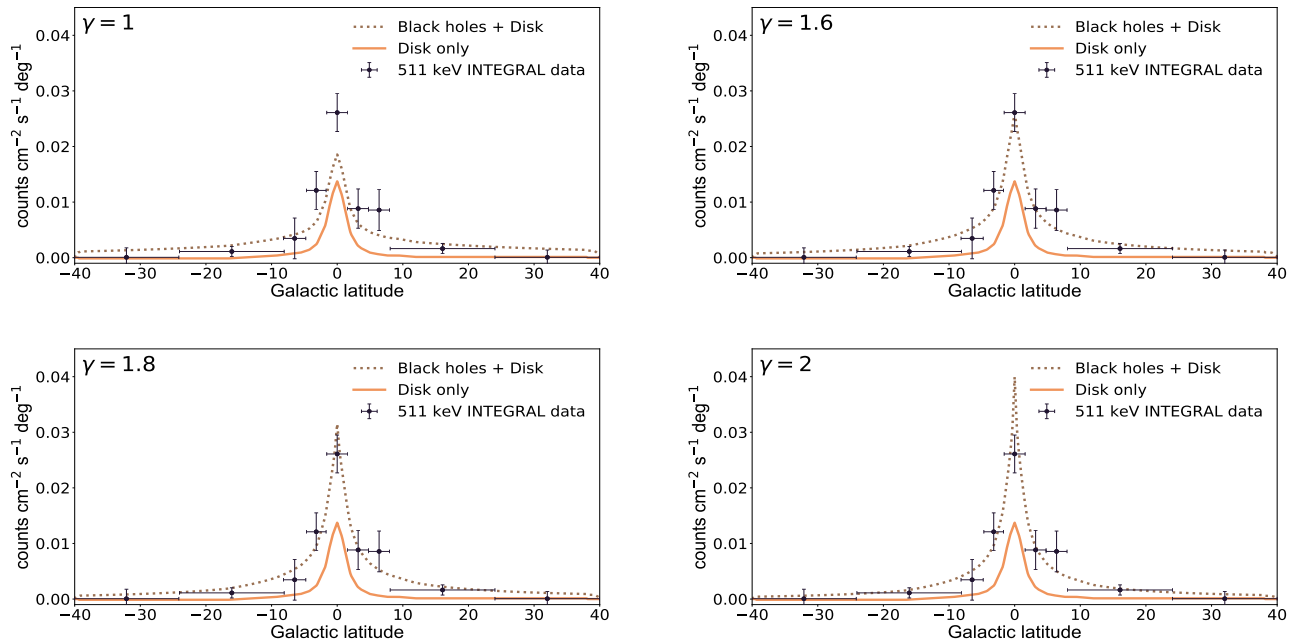 γ = 1
Black holes + Disk
Disk only
511 keV INTEGRAL data
counts cm⁻² s⁻¹ deg⁻¹
0.04
0.03
0.02
0.01
0.00
−40 −30 −20 −10 0 10 20 30 40
Galactic latitude
γ = 1.6
Black holes + Disk
Disk only
511 keV INTEGRAL data
counts cm⁻² s⁻¹ deg⁻¹
0.04
0.03
0.02
0.01
0.00
−40 −30 −20 −10 0 10 20 30 40
Galactic latitude
γ = 1.8
Black holes + Disk
Disk only
511 keV INTEGRAL data
counts cm⁻² s⁻¹ deg⁻¹
0.04
0.03
0.02
0.01
0.00
−40 −30 −20 −10 0 10 20 30 40
Galactic latitude
γ = 2
Black holes + Disk
Disk only
511 keV INTEGRAL data
counts cm⁻² s⁻¹ deg⁻¹
0.04
0.03
0.02
0.01
0.00
−40 −30 −20 −10 0 10 20 30 40
Galactic latitude